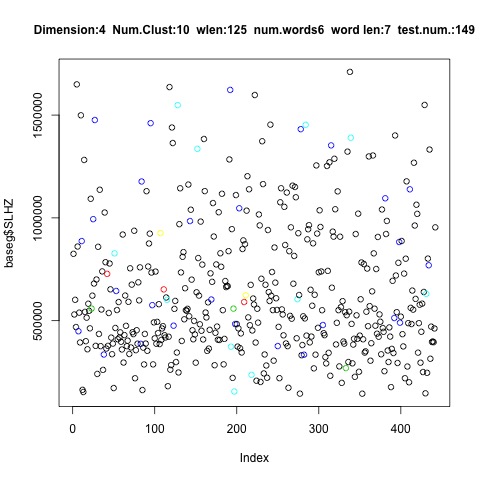 Dimension:4 Num.Clust:10 wlen:125 num.words6 word len:7 test.num.:149
1500000
1000000
500000
baseg$SLHZ
0 100 200 300 400
Index